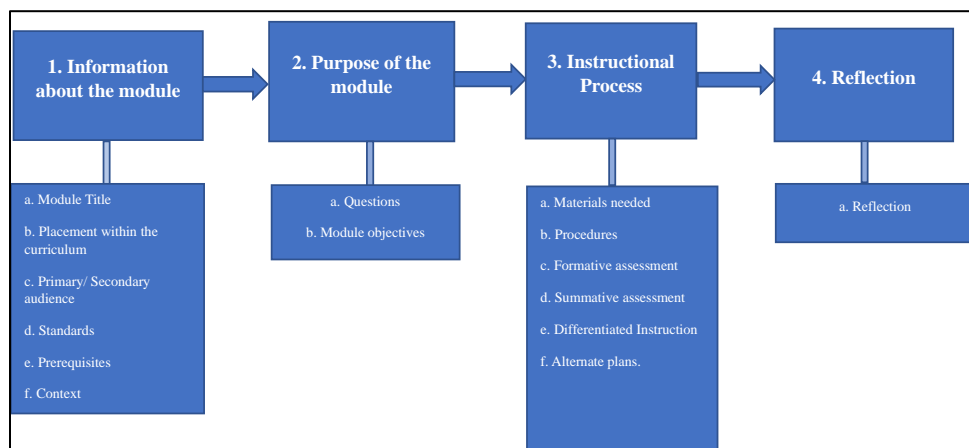 1. Information
about the module
2. Purpose of the
module
3. Instructional
Process
4. Reflection
a. Module Title
b. Placement within the
curriculum
c. Primary/ Secondary
audience
d. Standards
e. Prerequisites
f. Context
a. Questions
b. Module objectives
a. Materials needed
b. Procedures
c. Formative assessment
d. Summative assessment
e. Differentiated Instruction
f. Alternate plans.
a. Reflection